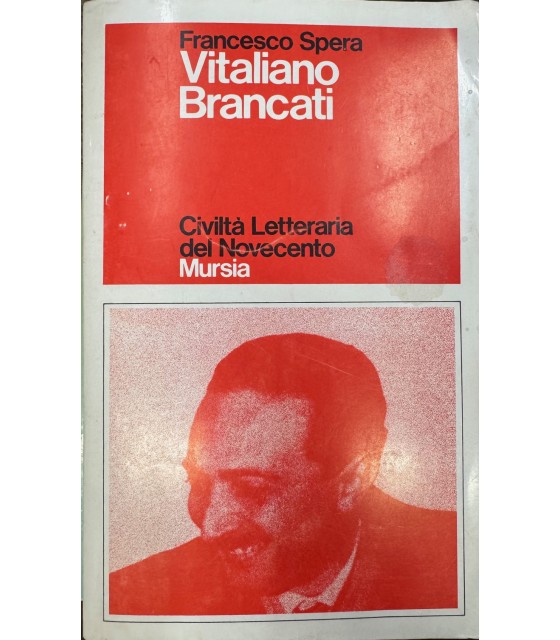 Francesco Spera
Vitaliano
Brancati
Civiltà Letteraria
del Novecento
Mursia